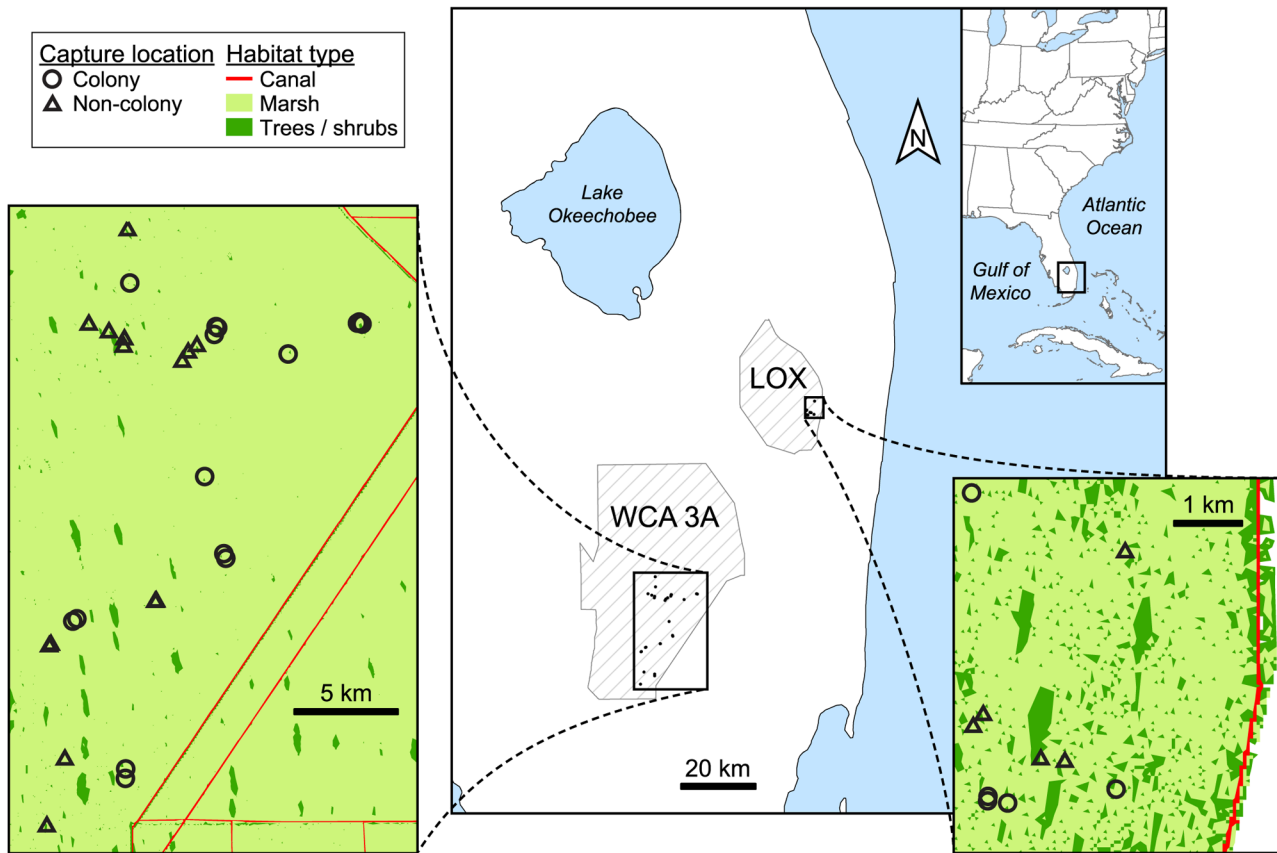 Capture location
Colony
Non-colony
Habitat type
Canal
Marsh
Trees / shrubs
Lake
Okeechobee
N
Atlantic
Ocean
Gulf of
Mexico
LOX
WCA 3A
5 km
20 km
1 km